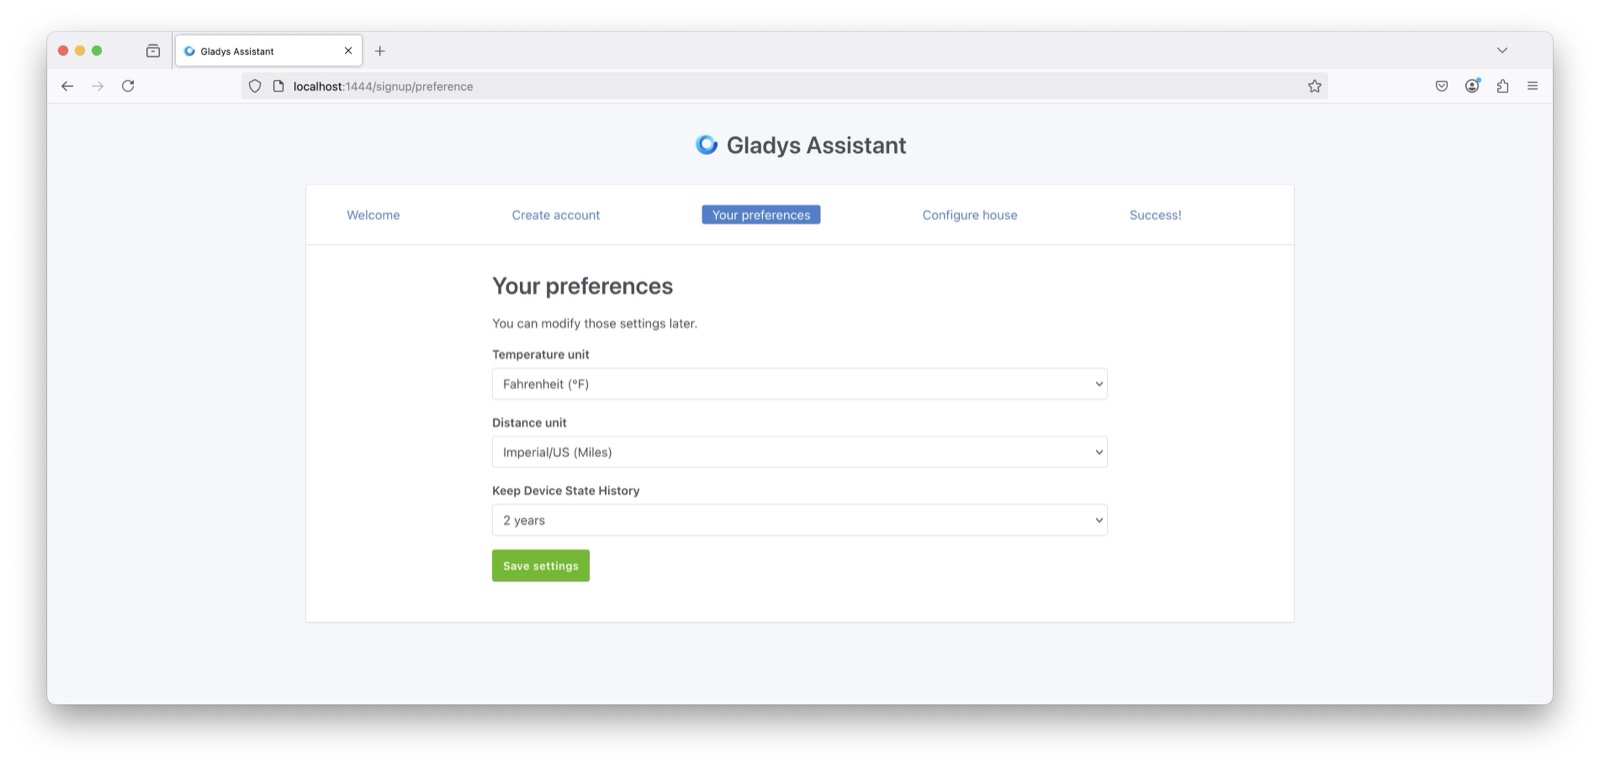 Gladys Assistant
localhost:1444/signup/preference
Gladys Assistant
Welcome Create account Your preferences Configure house Success!
Your preferences
You can modify those settings later.
Temperature unit
Fahrenheit (°F)
Distance unit
Imperial/US (Miles)
Keep Device State History
2 years
Save settings